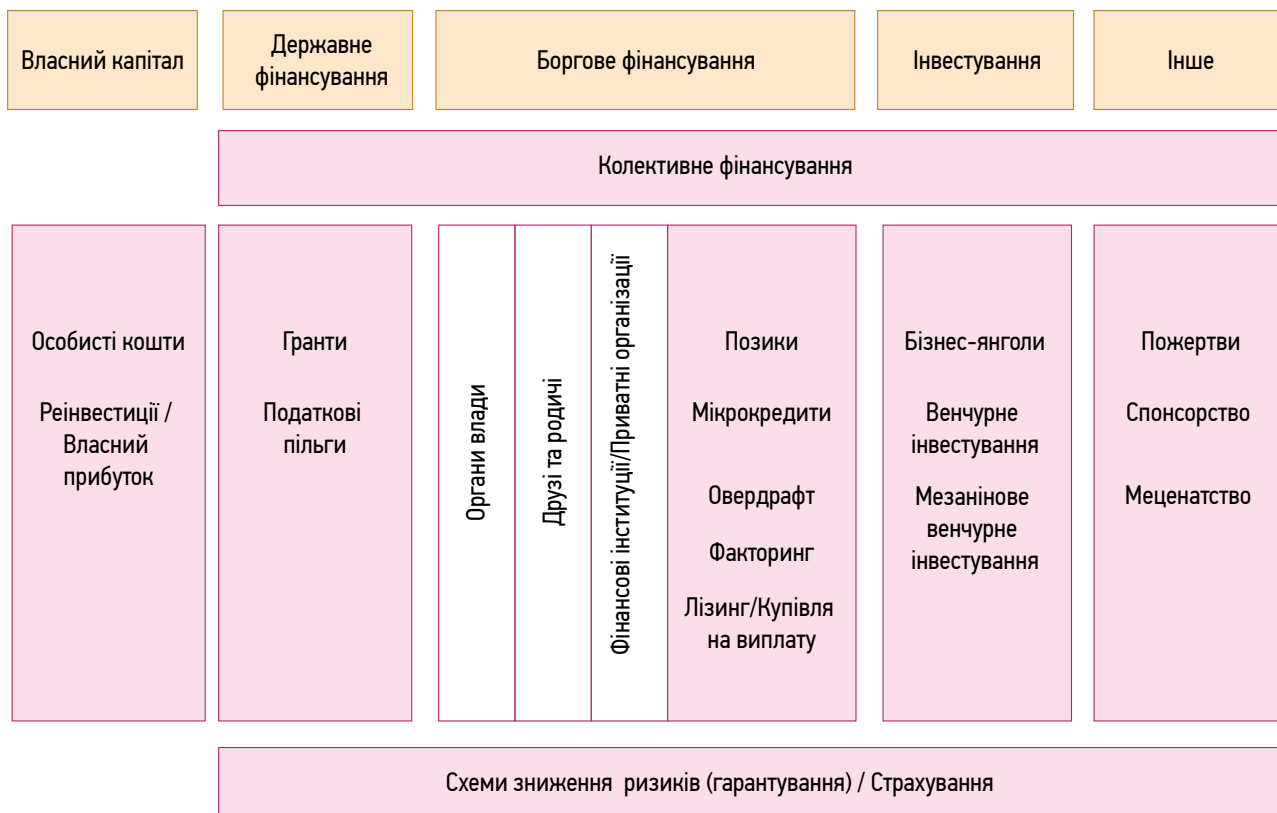 Власний капітал
Державне
фінансування
Боргове фінансування
Інвестування
Інше
Колективне фінансування
Особисті кошти
Реінвестиції /
Власний
прибуток
Гранти
Податкові
пільги
Органи влади
Друзі та родичі
Фінансові інституції/Приватні організації
Позики
Мікрокредити
Овердрафт
Факторинг
Лізинг/Купівля
на виплату
Бізнес-янголи
Венчурне
інвестування
Мезанінове
венчурне
інвестування
Пожертви
Спонсорство
Меценатство
Схеми зниження ризиків (гарантування) / Страхування